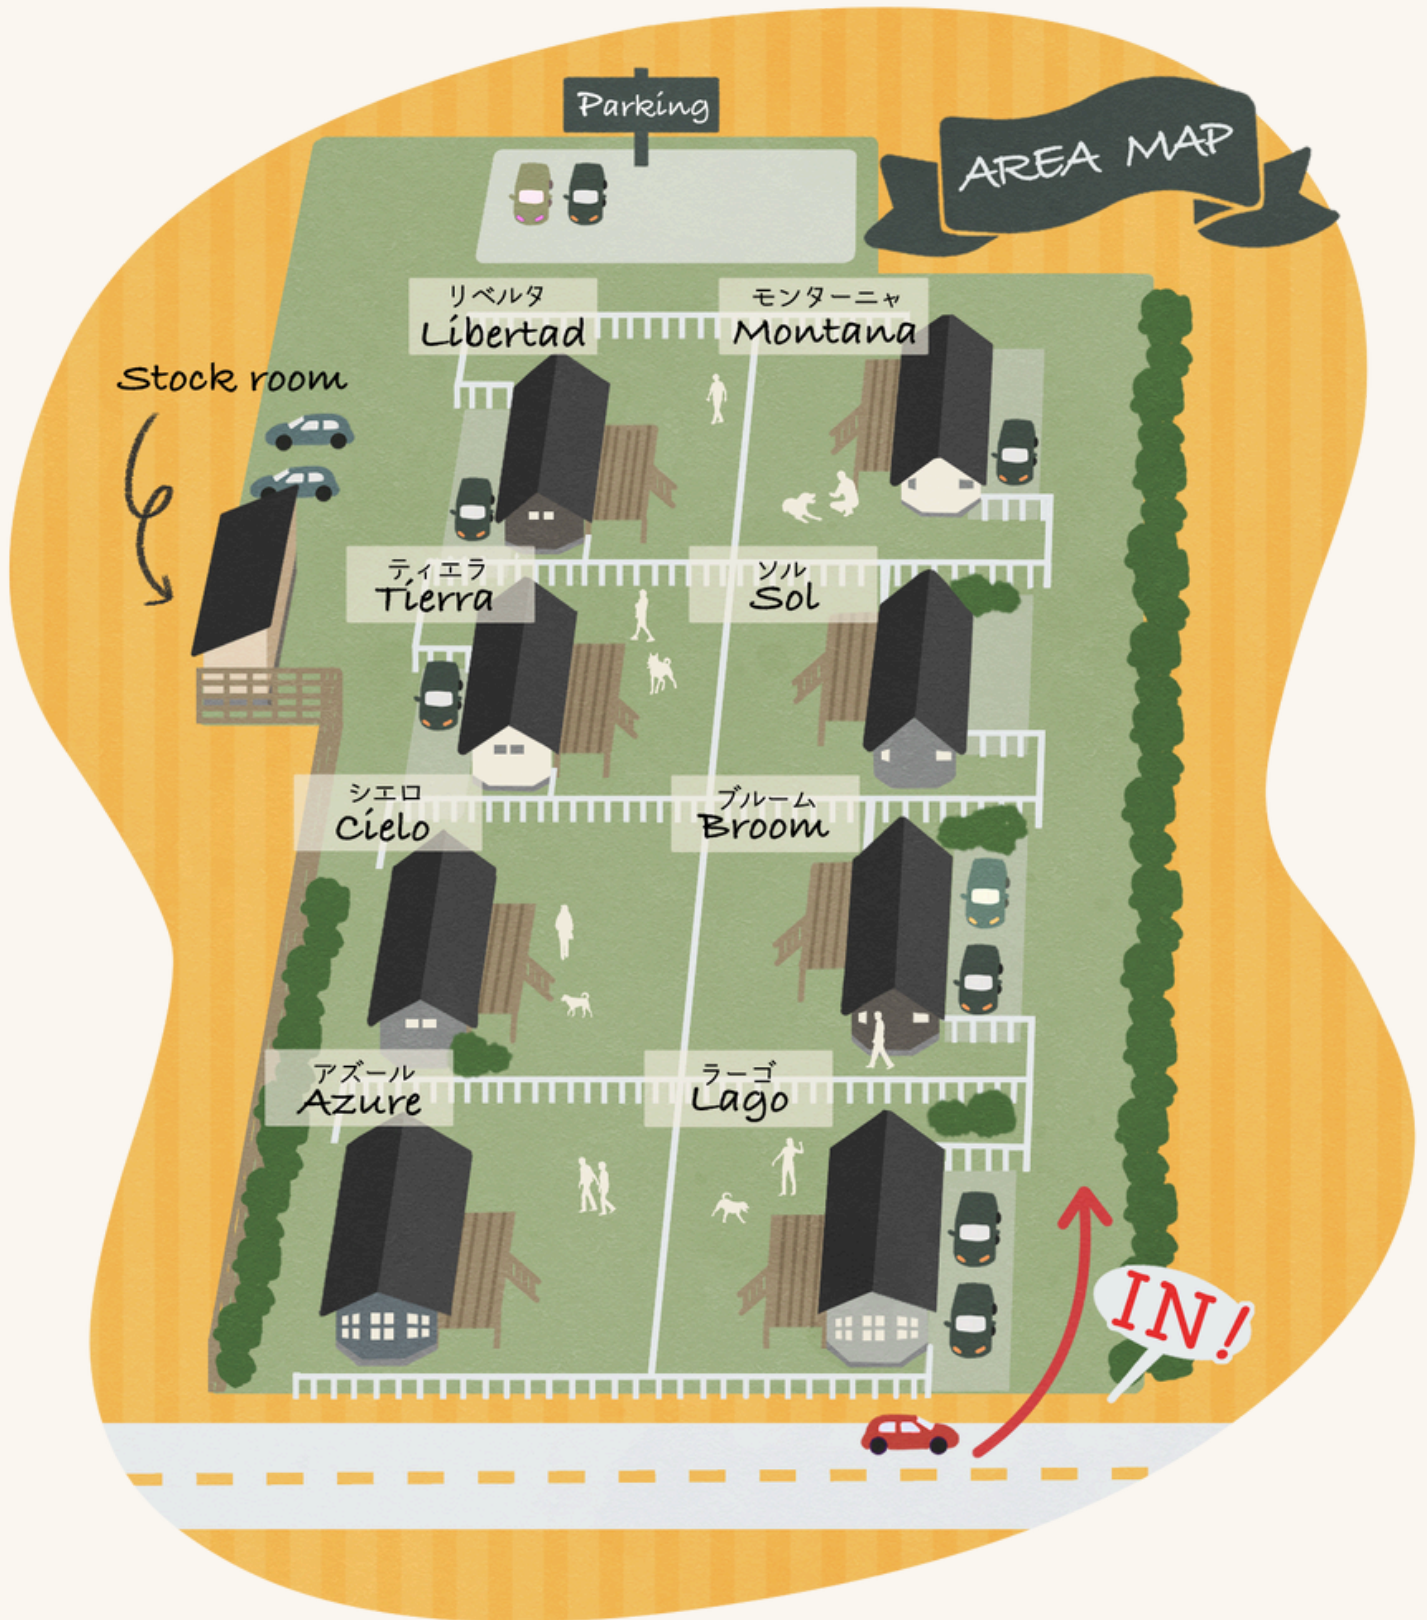 Parking
AREA MAP
リベルタ
Libertad
モンターニャ
Montana
Stock room
ティエラ
Tierra
ソル
Sol
シエロ
Cielo
ブルーム
Broom
アズール
Azure
ラーゴ
Lago
IN!